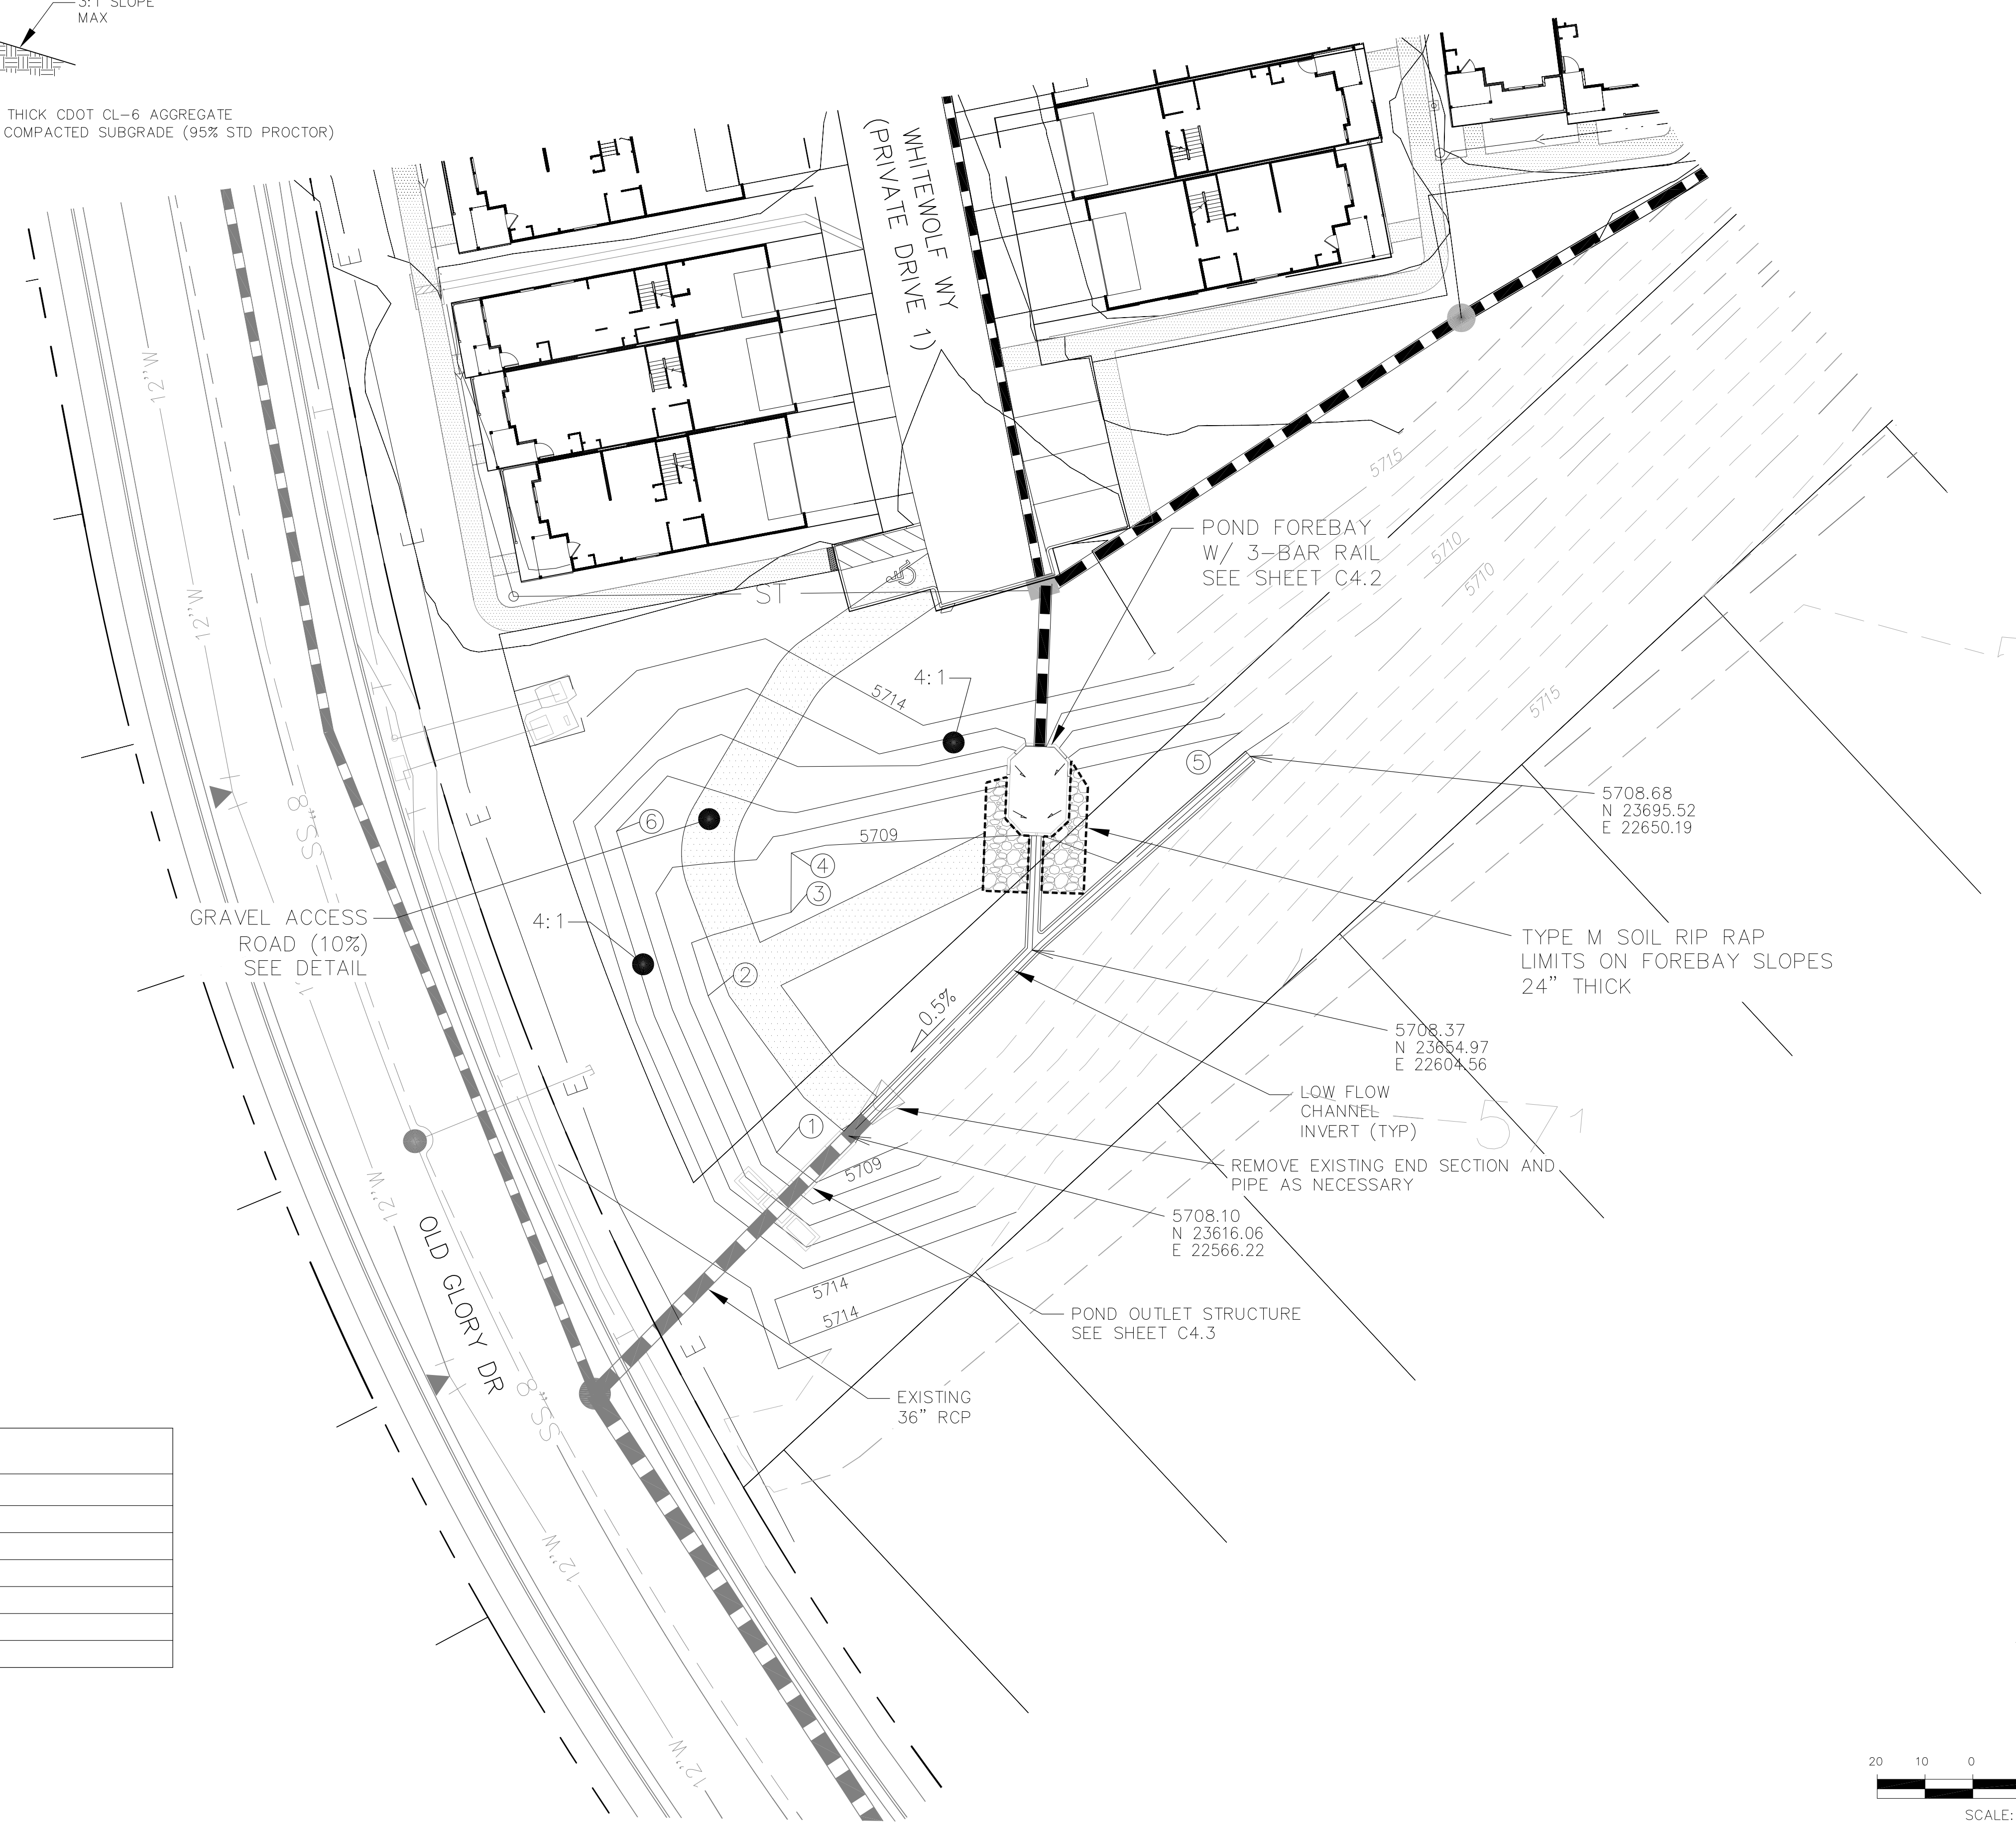 3:1 SLOPE
MAX
THICK CDOT CL-6 AGGREGATE
COMPACTED SUBGRADE (95% STD PROCTOR)
WHITEWOLF WY
(PRIVATE DRIVE 1)
POND FOREBAY
W/ 3-BAR RAIL
SEE SHEET C4.2
5715
5710
5710
5715
ST
4:1
5714
5
6
5709
4
3
2
1
5708.68
N 23695.52
E 22650.19
GRAVEL ACCESS
ROAD (10%)
SEE DETAIL
4:1
TYPE M SOIL RIP RAP
LIMITS ON FOREBAY SLOPES
24" THICK
0.5%
5708.37
N 23654.97
E 22604.56
LOW FLOW
CHANNEL
INVERT (TYP)
571
REMOVE EXISTING END SECTION AND
PIPE AS NECESSARY
5709
5708.10
N 23616.06
E 22566.22
5714
5714
POND OUTLET STRUCTURE
SEE SHEET C4.3
EXISTING
36" RCP
OLD GLORY DR
12"W
12"W
12"W
12"W
12"W
8"SS
8"SS
E
E
E
E
E
T
T
T
T
T
20 10 0
SCALE: